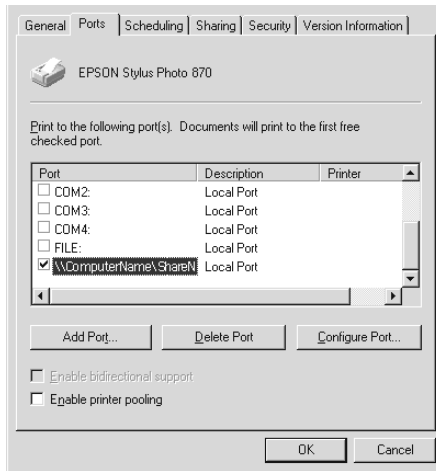 General Ports Scheduling Sharing Security Version Information
EPSON Stylus Photo 870
Print to the following port(s). Documents will print to the first free
checked port.
Port Description Printer
COM2: Local Port
COM3: Local Port
COM4: Local Port
FILE: Local Port
\\ComputerName\ShareN Local Port
Add Port... Delete Port Configure Port...
Enable bidirectional support
Enable printer pooling
OK Cancel